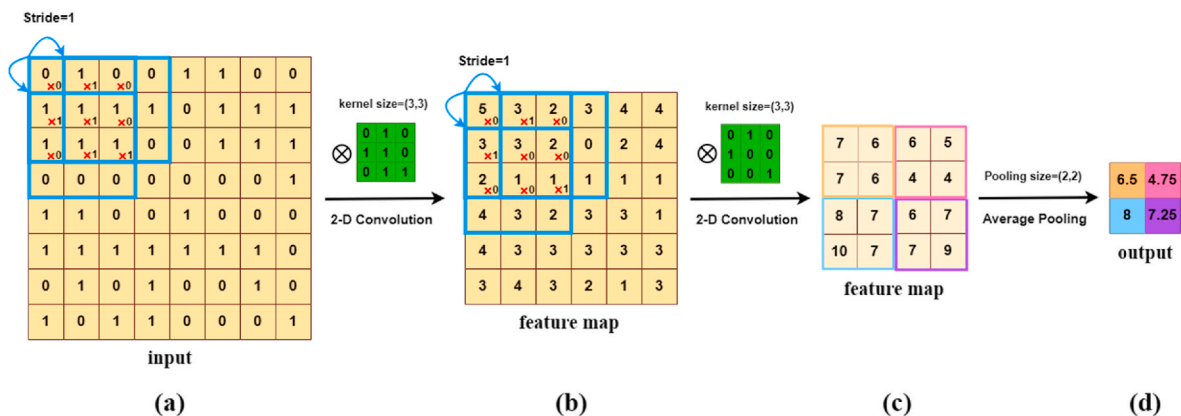 Stride=1
0 1 0 0 1 1 0 0
×0 ×1 ×0
1 1 1 1 0 1 1 1
×1 ×1 ×0
1 1 1 0 0 1 1 1
×0 ×1 ×1
0 0 0 0 0 0 0 1
1 1 0 0 1 0 0 0
1 1 1 1 1 1 1 0
0 1 0 1 0 0 1 0
1 0 1 1 0 0 0 1
input
(a)
kernel size=(3,3)
⊗
0 1 0
1 1 0
0 1 1
2-D Convolution
Stride=1
5 3 2 3 4 4
×0 ×1 ×0
3 3 2 0 2 4
×1 ×0 ×0
2 1 1 1 1 1
×0 ×0 ×1
4 3 2 3 3 1
4 3 3 3 3 3
3 4 3 2 1 3
feature map
(b)
kernel size=(3,3)
⊗
0 1 0
1 0 0
0 0 1
2-D Convolution
7 6 6 5
7 6 4 4
8 7 6 7
10 7 7 9
feature map
(c)
Pooling size=(2,2)
Average Pooling
6.5 4.75
8 7.25
output
(d)